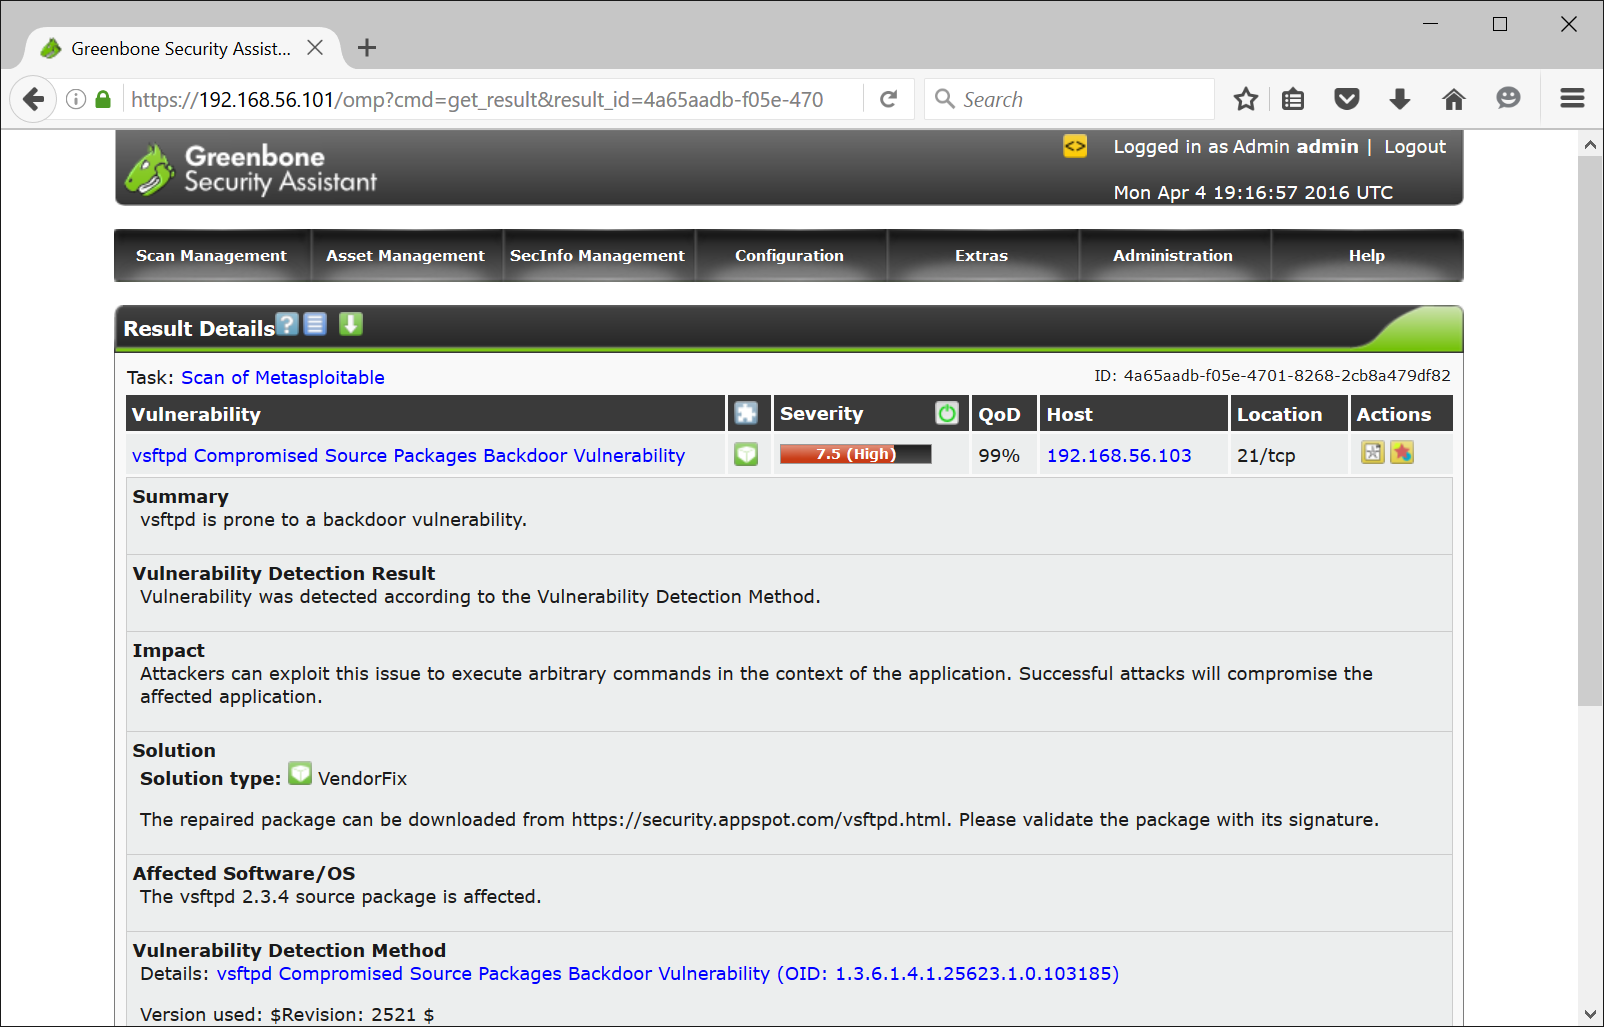 Greenbone Security Assist...
https://192.168.56.101/omp?cmd=get_result&result_id=4a65aadb-f05e-470
Search
Greenbone
Security Assistant
Logged in as Admin admin | Logout
Mon Apr 4 19:16:57 2016 UTC
Scan Management Asset Management SecInfo Management Configuration Extras Administration Help
Result Details
Task: Scan of Metasploitable
ID: 4a65aadb-f05e-4701-8268-2cb8a479df82
Vulnerability Severity QoD Host Location Actions
vsftpd Compromised Source Packages Backdoor Vulnerability 7.5 (High) 99% 192.168.56.103 21/tcp
Summary
vsftpd is prone to a backdoor vulnerability.
Vulnerability Detection Result
Vulnerability was detected according to the Vulnerability Detection Method.
Impact
Attackers can exploit this issue to execute arbitrary commands in the context of the application. Successful attacks will compromise the
affected application.
Solution
Solution type: VendorFix
The repaired package can be downloaded from https://security.appspot.com/vsftpd.html. Please validate the package with its signature.
Affected Software/OS
The vsftpd 2.3.4 source package is affected.
Vulnerability Detection Method
Details: vsftpd Compromised Source Packages Backdoor Vulnerability (OID: 1.3.6.1.4.1.25623.1.0.103185)
Version used: $Revision: 2521 $